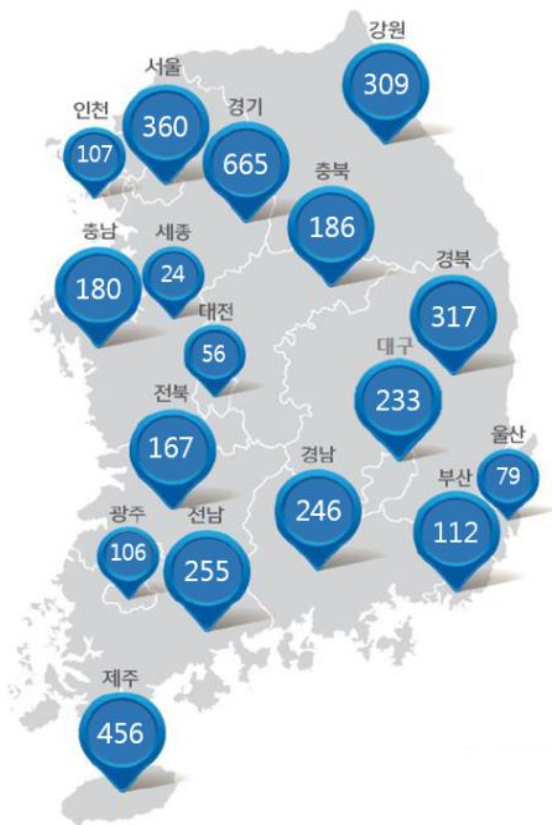 강원
309
서울
360
경기
665
인천
107
충북
186
충남
180
세종
24
경북
317
대전
56
대구
233
전북
167
울산
79
경남
246
부산
112
광주
106
전남
255
제주
456